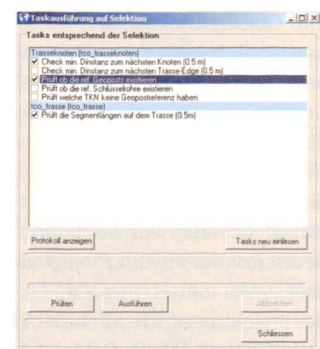 Taskausführung auf Selektion
Tasks entsprechend der Selektion
Trasseknoten (tco_trasseknoten)
Check min. Dinstanz zum nächsten Knoten (0.5 m)
Check min. Dinstanz zum nächsten Trasse-Edge (0.5 m)
Prüft ob die ref. Geoposts existieren
Prüft ob die ref. Schlüsselrohre existieren
Prüft welche TKN keine Geopostreferenz haben
tco_trasse (tco_trasse)
Prüft die Segmentlängen auf dem Trasse (0.5m)
Protokoll anzeigen
Tasks neu einlesen
Prüfen
Ausführen
Abbrechen
Schliessen